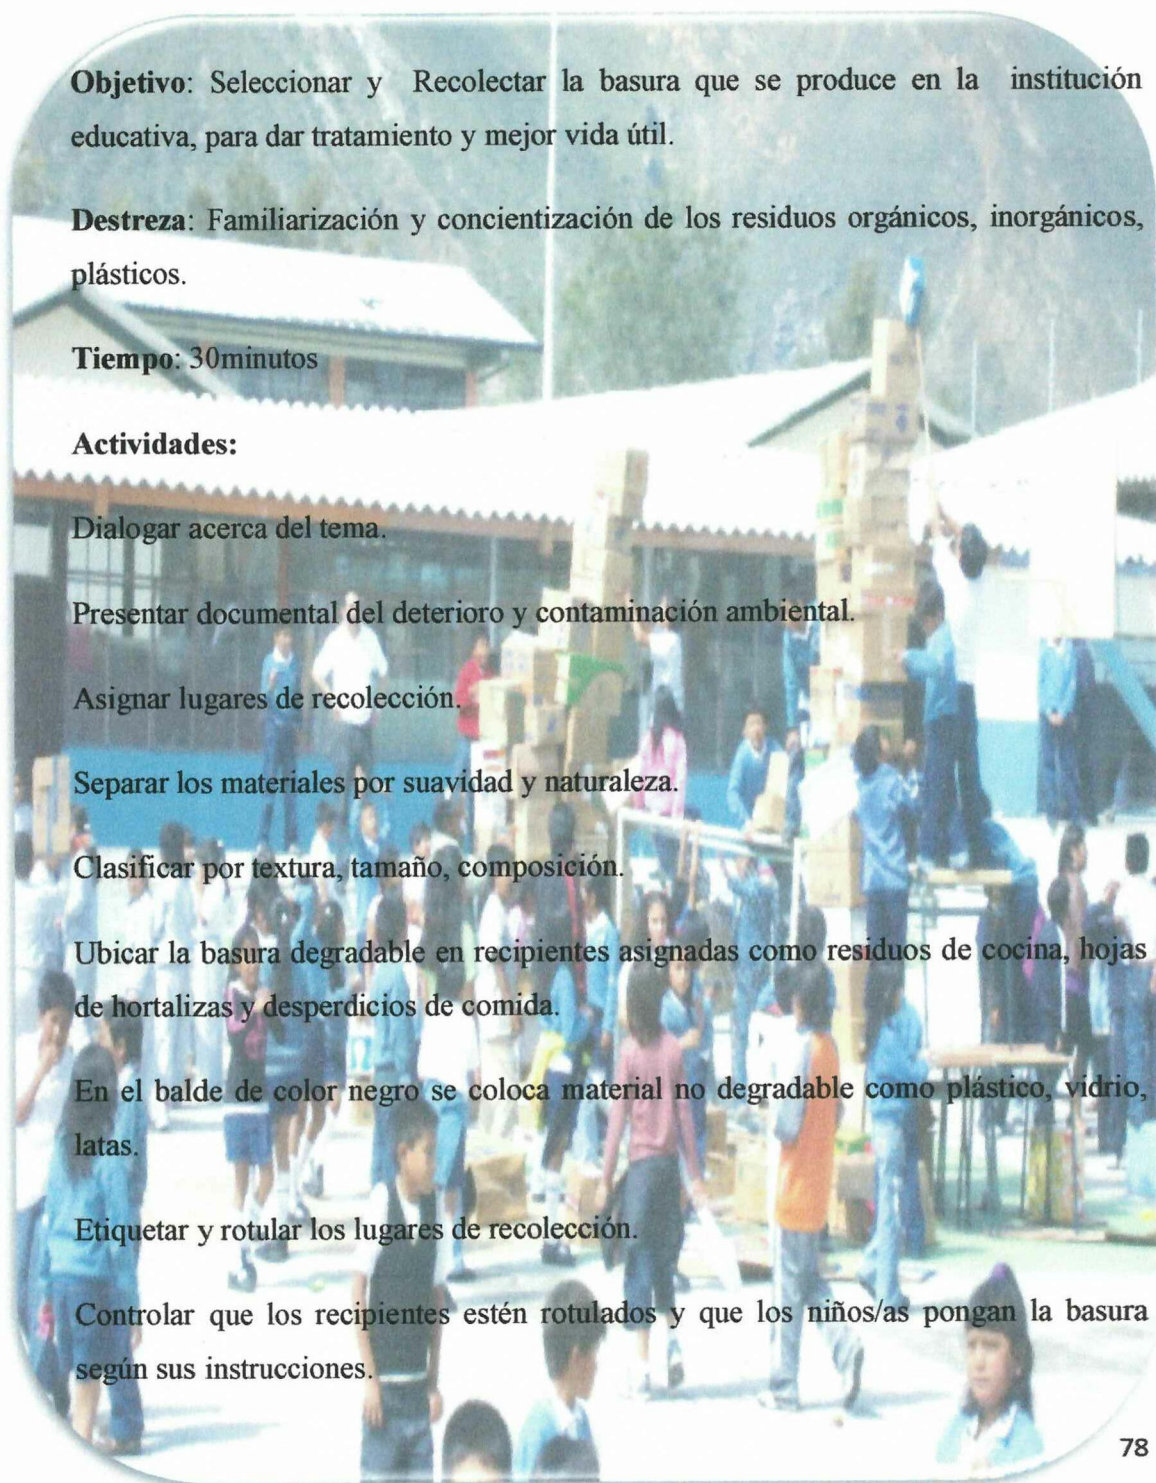 Objetivo: Seleccionar y Recolectar la basura que se produce en la institución
educativa, para dar tratamiento y mejor vida útil.
Destreza: Familiarización y concientización de los residuos orgánicos, inorgánicos,
plásticos.
Tiempo: 30minutos
Actividades:
Dialogar acerca del tema.
Presentar documental del deterioro y contaminación ambiental.
Asignar lugares de recolección.
Separar los materiales por suavidad y naturaleza.
Clasificar por textura, tamaño, composición.
Ubicar la basura degradable en recipientes asignadas como residuos de cocina, hojas
de hortalizas y desperdicios de comida.
En el balde de color negro se coloca material no degradable como plástico, vidrio,
latas.
Etiquetar y rotular los lugares de recolección.
Controlar que los recipientes estén rotulados y que los niños/as pongan la basura
según sus instrucciones.
78